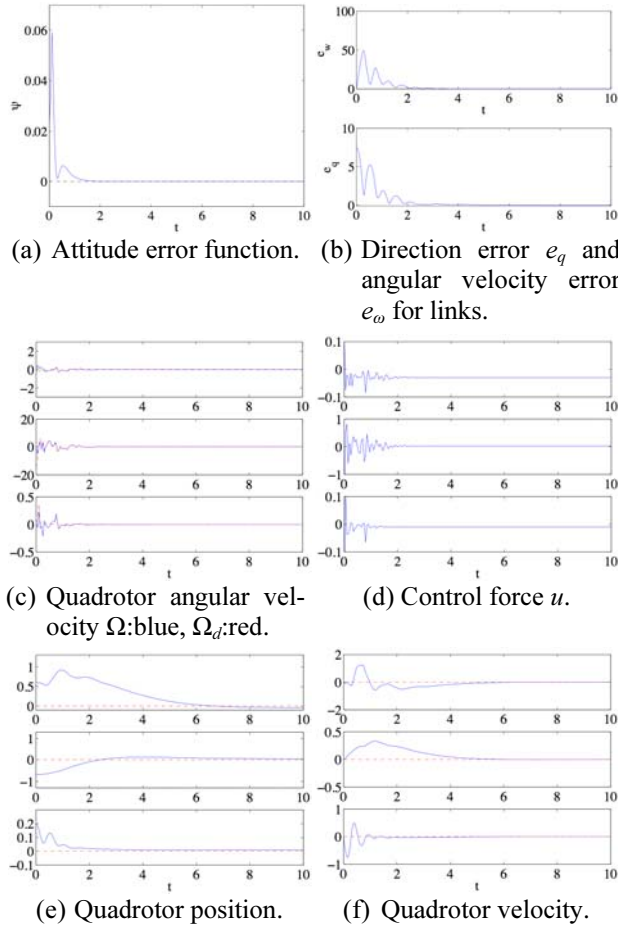 0.06
0.04
0.02
0
ψ
0 2 4 6 8 10
t
100
50
0
e_w
0 2 4 6 8 10
t
10
5
0
e_q
0 2 4 6 8 10
t
(a) Attitude error function.
(b) Direction error e_q and
angular velocity error
e_ω for links.
2
0
−2
0 2 4 6 8 10
20
0
−20
0 2 4 6 8 10
0.5
0
−0.5
0 2 4 6 8 10
t
0.1
0
−0.1
0 2 4 6 8 10
1
0
−1
0 2 4 6 8 10
0.1
0
−0.1
0 2 4 6 8 10
t
(c) Quadrotor angular vel-
ocity Ω:blue, Ω_d:red.
(d) Control force u.
1
0.5
0
0 2 4 6 8 10
1
0
−1
0 2 4 6 8 10
0.2
0.1
0
−0.1
0 2 4 6 8 10
t
2
0
−2
0 2 4 6 8 10
0.5
0
−0.5
0 2 4 6 8 10
1
0
−1
0 2 4 6 8 10
t
(e) Quadrotor position.
(f) Quadrotor velocity.